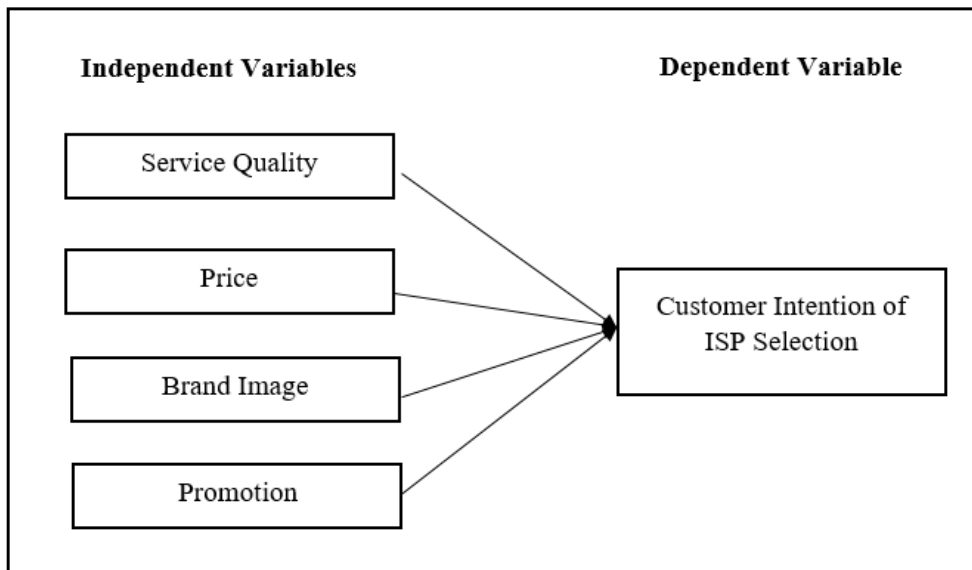 Independent Variables
Dependent Variable
Service Quality
Price
Brand Image
Promotion
Customer Intention of
ISP Selection